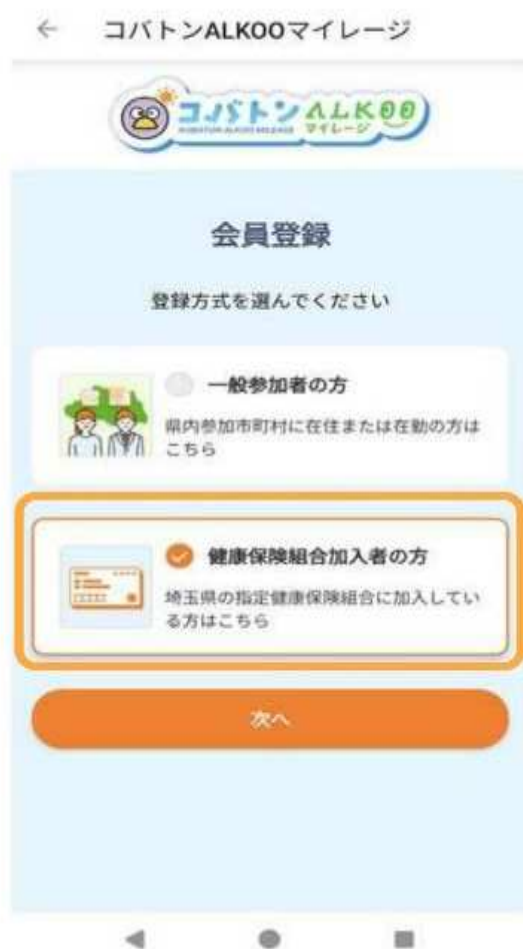 コバトンALKOOマイレージ
コバトンALKOO
マイレージ
会員登録
登録方式を選んでください
一般参加者の方
県内参加市町村に在住または在勤の方は
こちら
健康保険組合加入者の方
埼玉県の指定健康保険組合に加入してい
る方はこちら
次へ